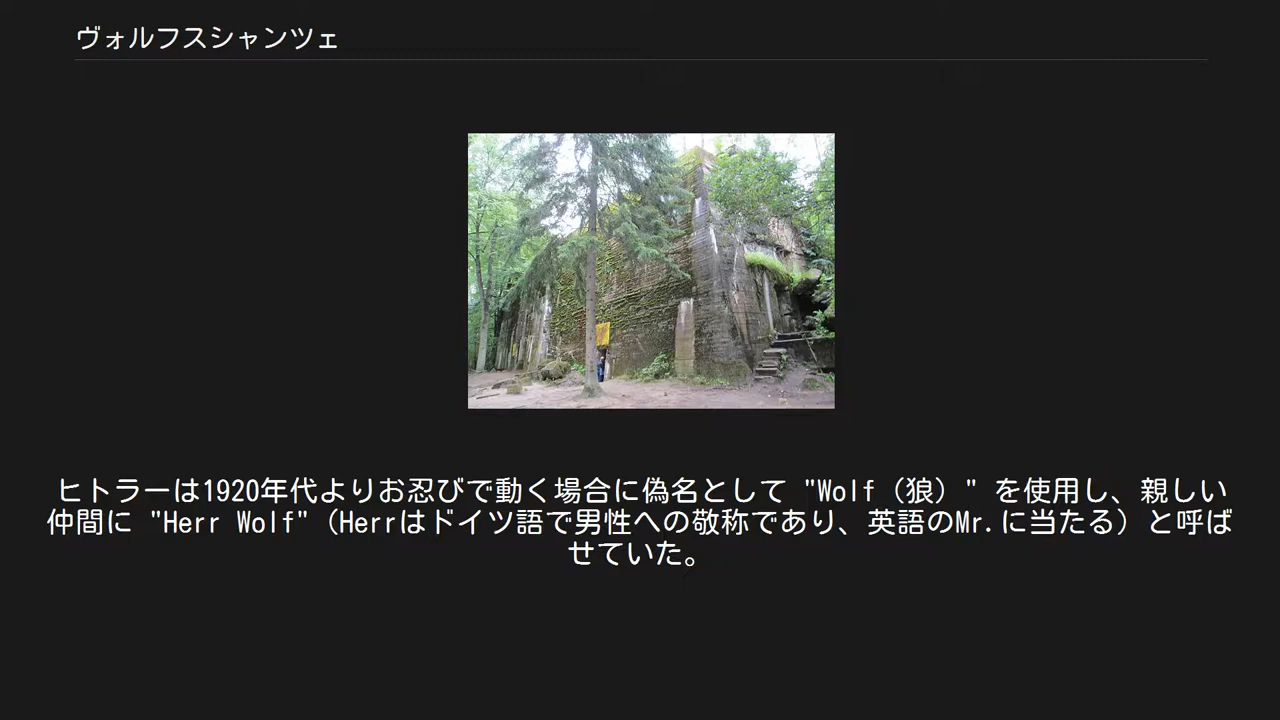 ヴォルフスシャンツェ
ヒトラーは1920年代よりお忍びで動く場合に偽名として "Wolf（狼）" を使用し、親しい
仲間に "Herr Wolf"（Herrはドイツ語で男性への敬称であり、英語のMr.に当たる）と呼ば
せていた。